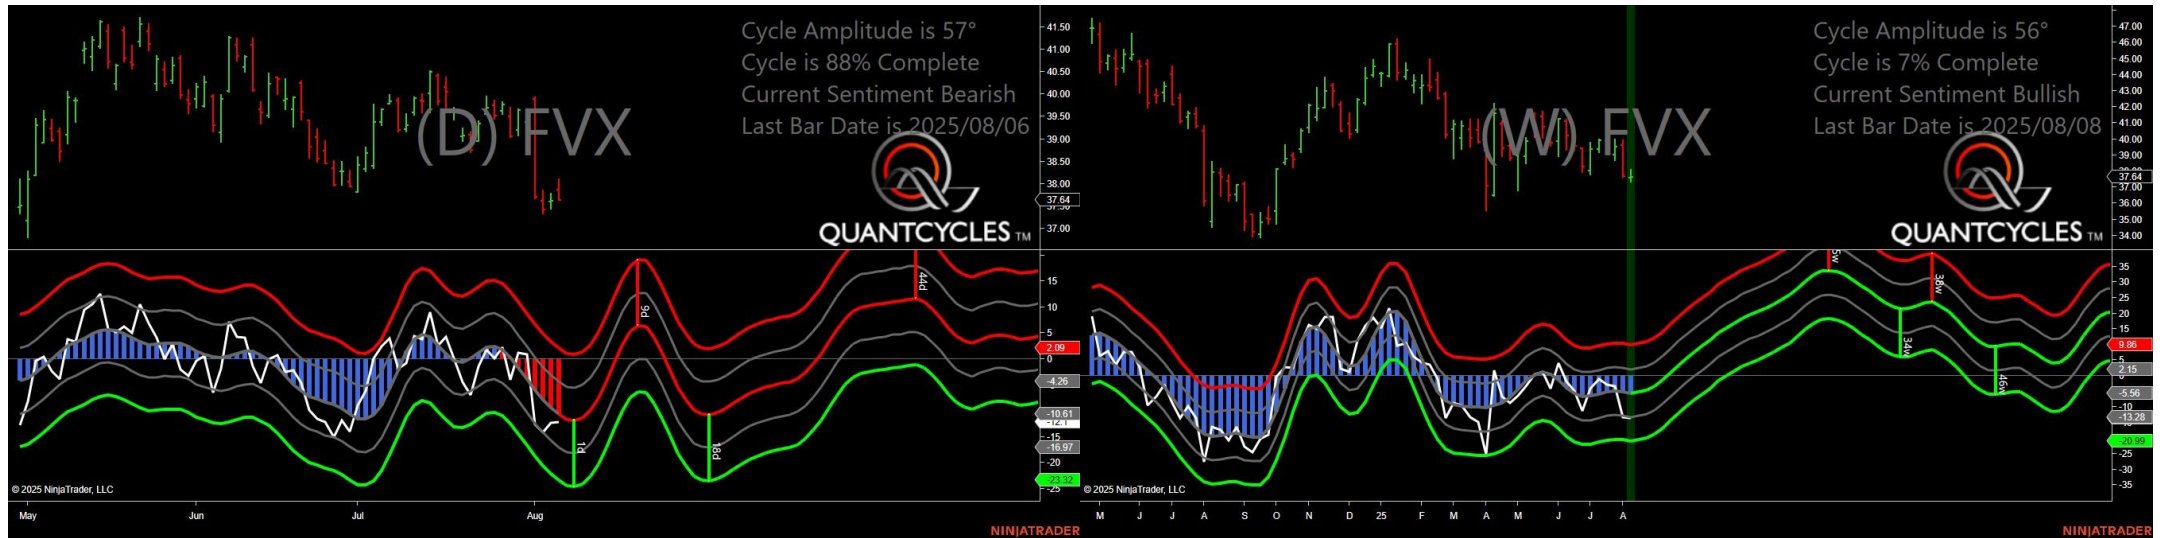 Cycle Amplitude is 57°
Cycle is 88% Complete
Current Sentiment Bearish
Last Bar Date is 2025/08/06
(D) FVX
QUANTCYCLES TM
41.50
41.00
40.50
40.00
39.50
39.00
38.50
38.00
37.64
37.00
9d
44d
1d
18d
15
10
5
2.09
0
-4.26
-10.61
-12.1
-15
-16.97
-20
-23.32
-25
© 2025 NinjaTrader, LLC
May Jun Jul Aug
NINJATRADER
Cycle Amplitude is 56°
Cycle is 7% Complete
Current Sentiment Bullish
Last Bar Date is 2025/08/08
(W) FVX
QUANTCYCLES TM
47.00
46.00
45.00
44.00
43.00
42.00
41.00
40.00
39.00
37.64
37.00
36.00
35.00
34.00
38w
34w
46w
35
30
25
20
15
9.86
5
2.15
-5.56
-10
-13.28
-20.99
-25
-30
-35
© 2025 NinjaTrader, LLC
M J J A S O N D 25 F M A M J J A
NINJATRADER